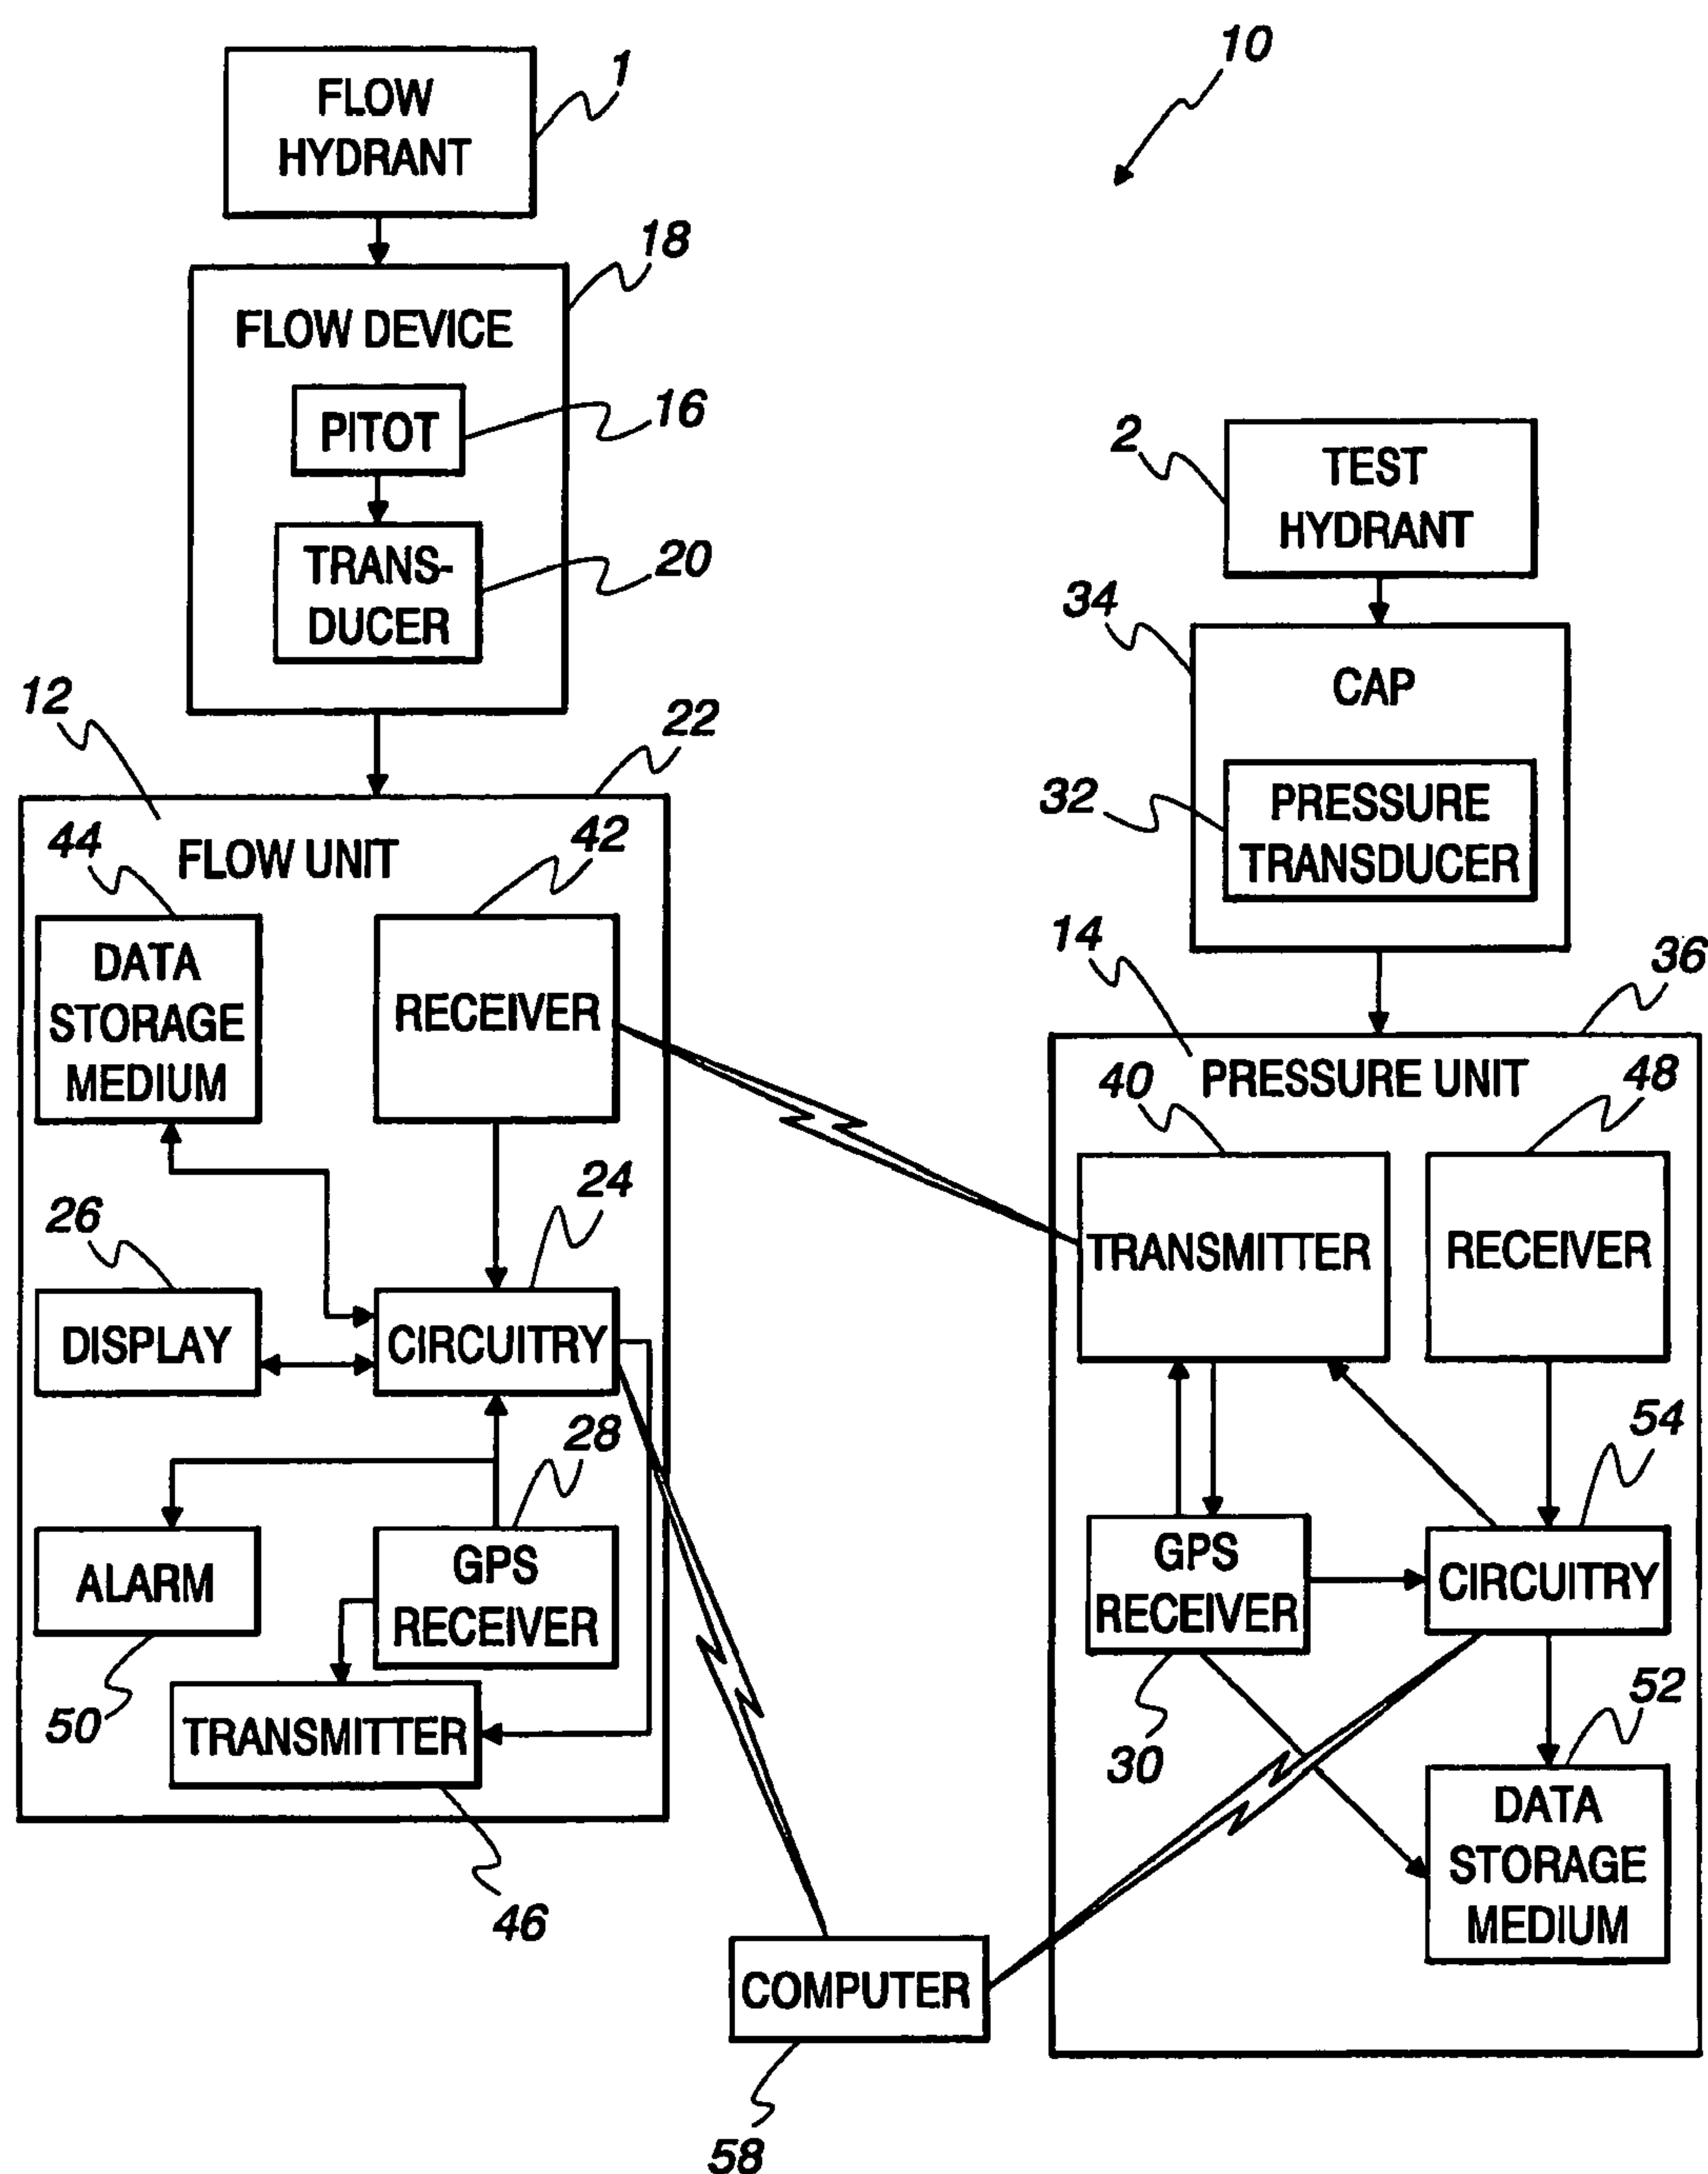 10
FLOW
HYDRANT
1
18
FLOW DEVICE
PITOT
16
TRANS-
DUCER
20
12
22
FLOW UNIT
44
42
DATA
STORAGE
MEDIUM
RECEIVER
24
26
DISPLAY
CIRCUITRY
28
ALARM
50
GPS
RECEIVER
TRANSMITTER
46
2
TEST
HYDRANT
34
CAP
32
PRESSURE
TRANSDUCER
14
36
PRESSURE UNIT
40
48
TRANSMITTER
RECEIVER
54
GPS
RECEIVER
30
CIRCUITRY
52
DATA
STORAGE
MEDIUM
COMPUTER
58